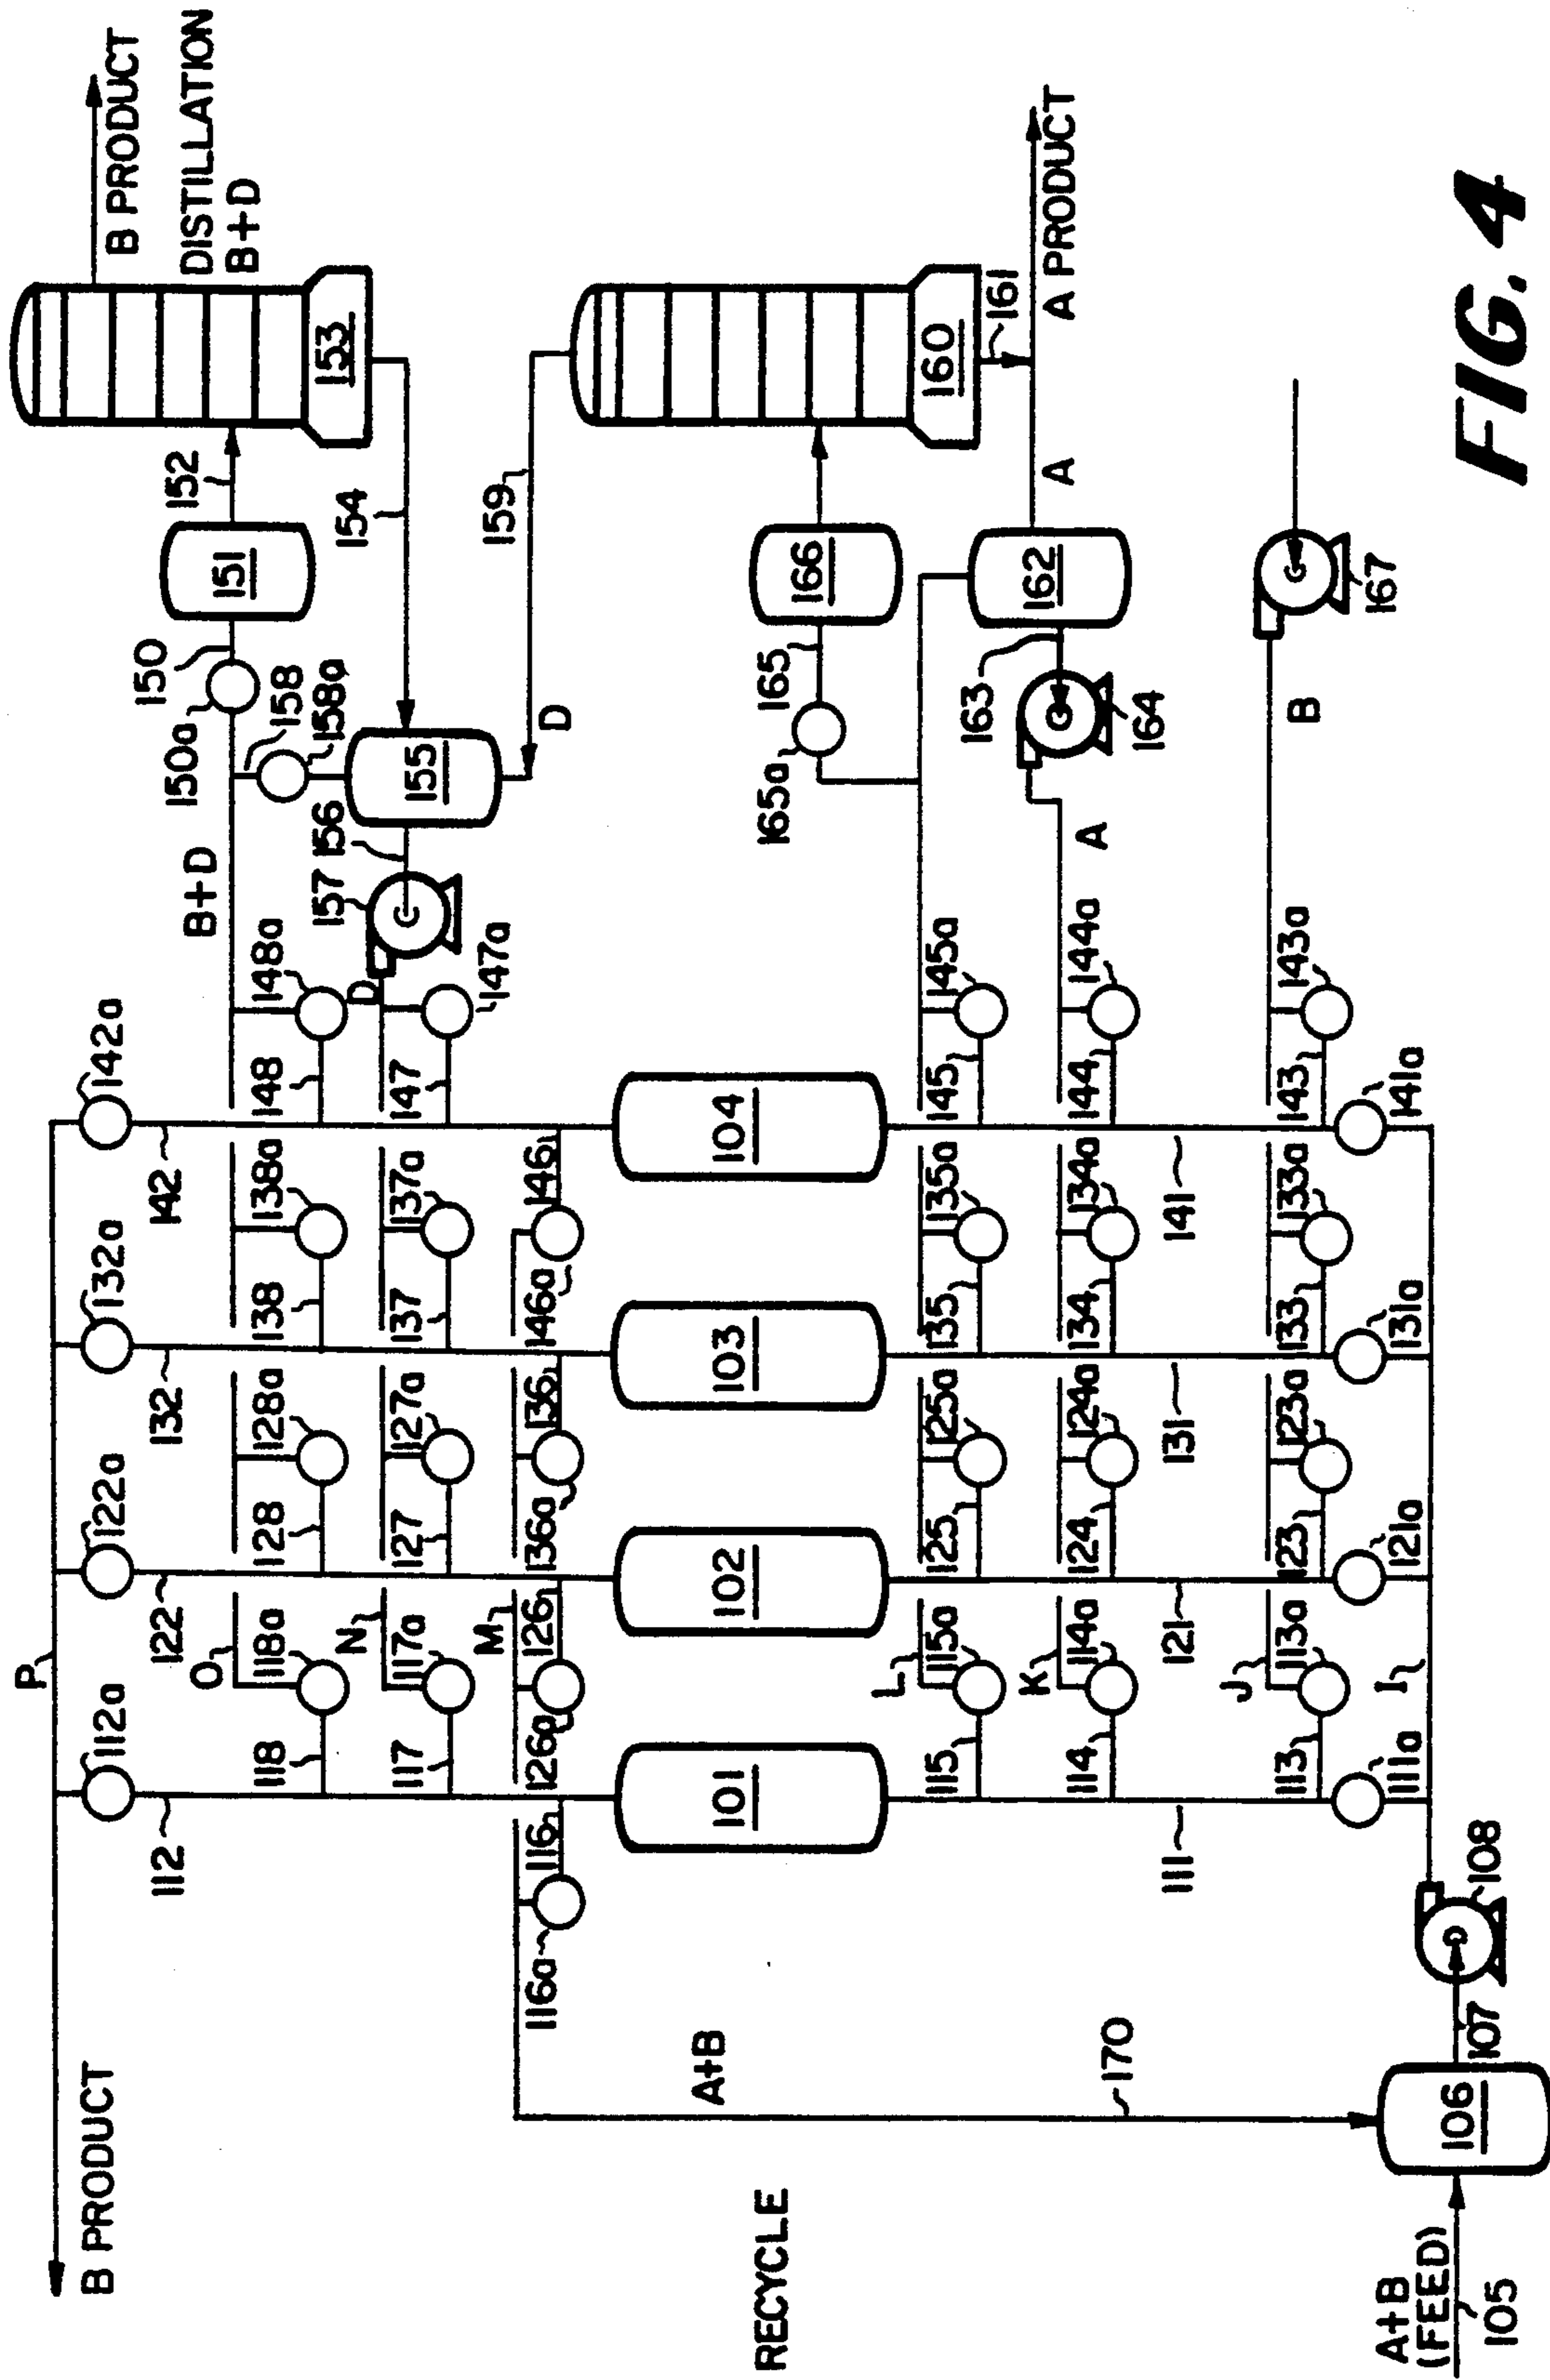 B PRODUCT
P
112a
122a
132a
142a
B PRODUCT
DISTILLATION
B+D
112
122
132
142
B+D
150a
150
151
152
153
O
118
118a
128
128a
138
138a
148
148a
158
158a
154
N
117
117a
127
127a
137
137a
147
147a
D
157
156
155
159
D
M
116a
116
126a
126
136a
136
146a
146
A+B
RECYCLE
170
101
102
103
104
165a
165
166
160
161
L
115
115a
125
125a
135
135a
145
145a
162
163
164
A
A PRODUCT
K
114
114a
124
124a
134
134a
144
144a
A
111
121
131
141
J
113
113a
123
123a
133
133a
143
143a
B
167
I
111a
121a
131a
141a
A+B
(FEED)
105
106
107
108
FIG. 4